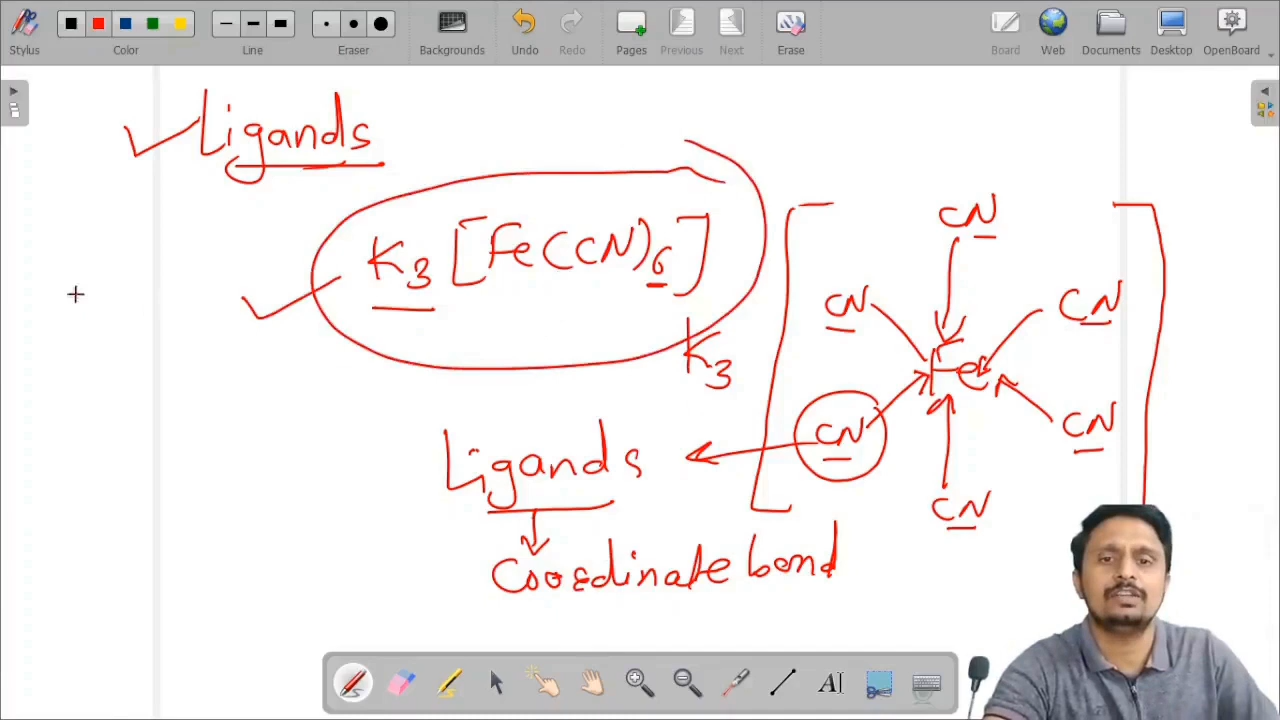 Stylus Color Line Eraser Backgrounds Undo Redo Pages Previous Next Erase Board Web Documents Desktop OpenBoard
Ligands
K3 [Fe(CN)6]
K3
CN
CN
CN
Fe
CN
CN
CN
Ligands
Coordinate bond